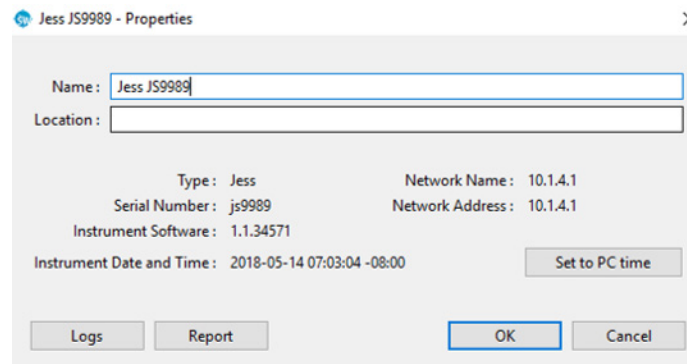 SW Jess JS9989 - Properties
Name : Jess JS9989
Location :
Type : Jess Network Name : 10.1.4.1
Serial Number : js9989 Network Address : 10.1.4.1
Instrument Software : 1.1.34571
Instrument Date and Time : 2018-05-14 07:03:04 -08:00 Set to PC time
Logs Report OK Cancel